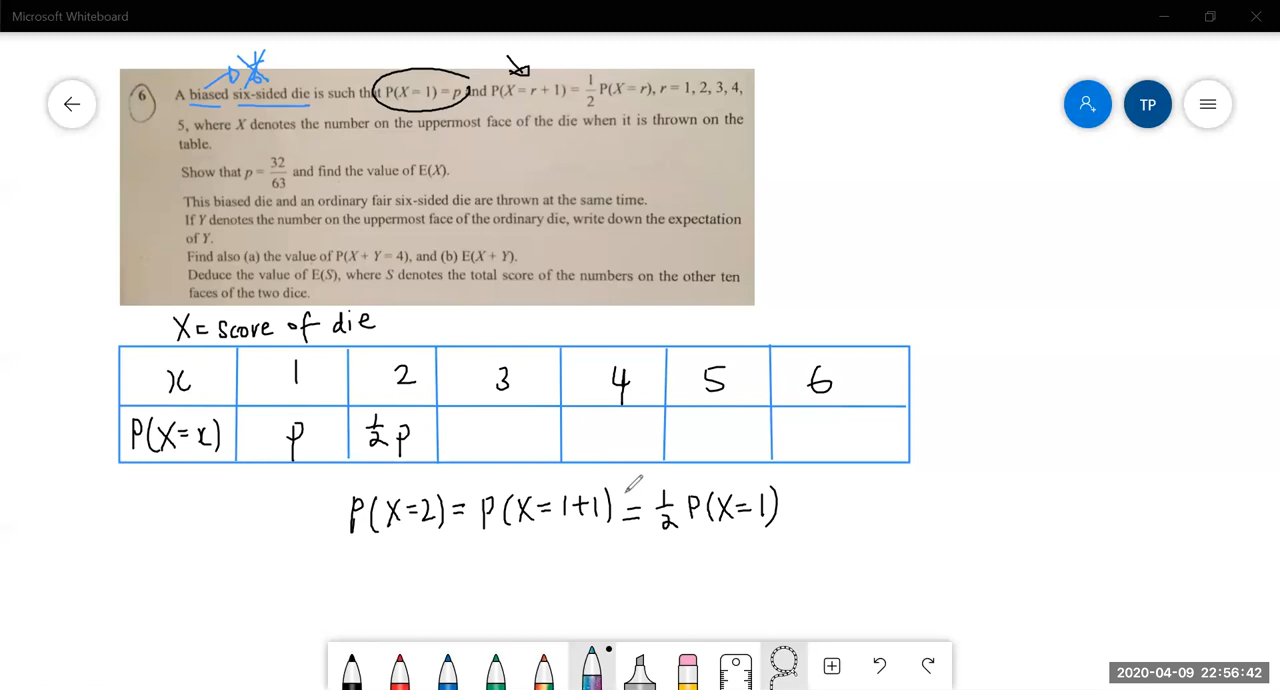 Microsoft Whiteboard
6 A biased six-sided die is such that P(X = 1) = p and P(X = r + 1) = 1/2 P(X = r), r = 1, 2, 3, 4,
5, where X denotes the number on the uppermost face of the die when it is thrown on the
table.
Show that p = 32/63 and find the value of E(X).
This biased die and an ordinary fair six-sided die are thrown at the same time.
If Y denotes the number on the uppermost face of the ordinary die, write down the expectation
of Y.
Find also (a) the value of P(X + Y = 4), and (b) E(X + Y).
Deduce the value of E(S), where S denotes the total score of the numbers on the other ten
faces of the two dice.
TP
X = score of die
x 1 2 3 4 5 6
P(X=x) p 1/2 p
P(X=2) = P(X=1+1) = 1/2 P(X=1)
2020-04-09 22:56:42